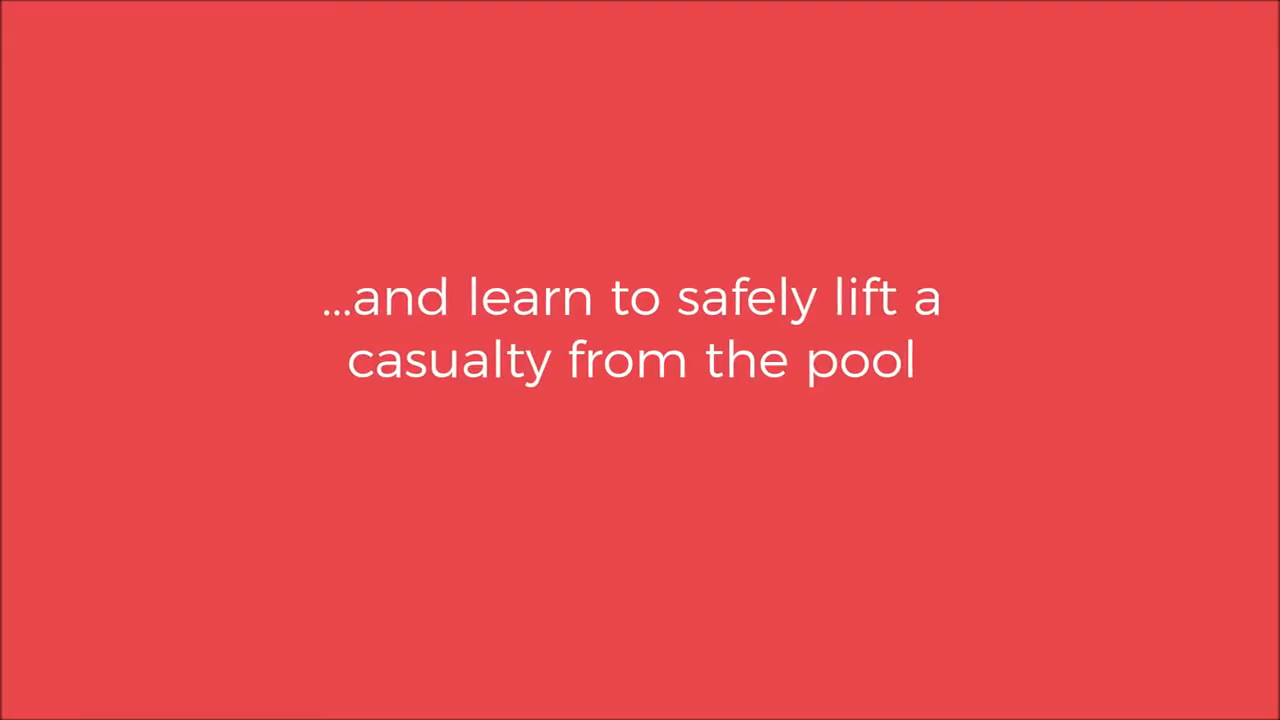 ...and learn to safely lift a
casualty from the pool